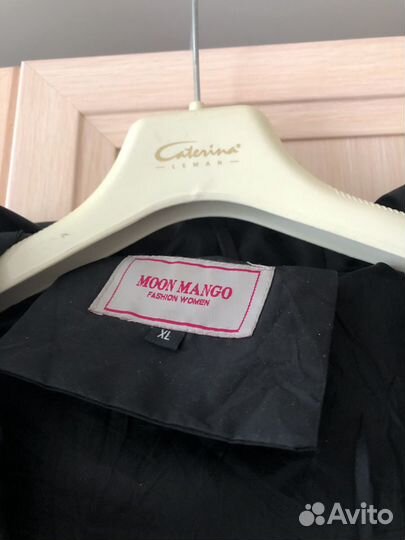 Caterina®
LEMAN
MOON MANGO
FASHION WOMEN
XL
Avito